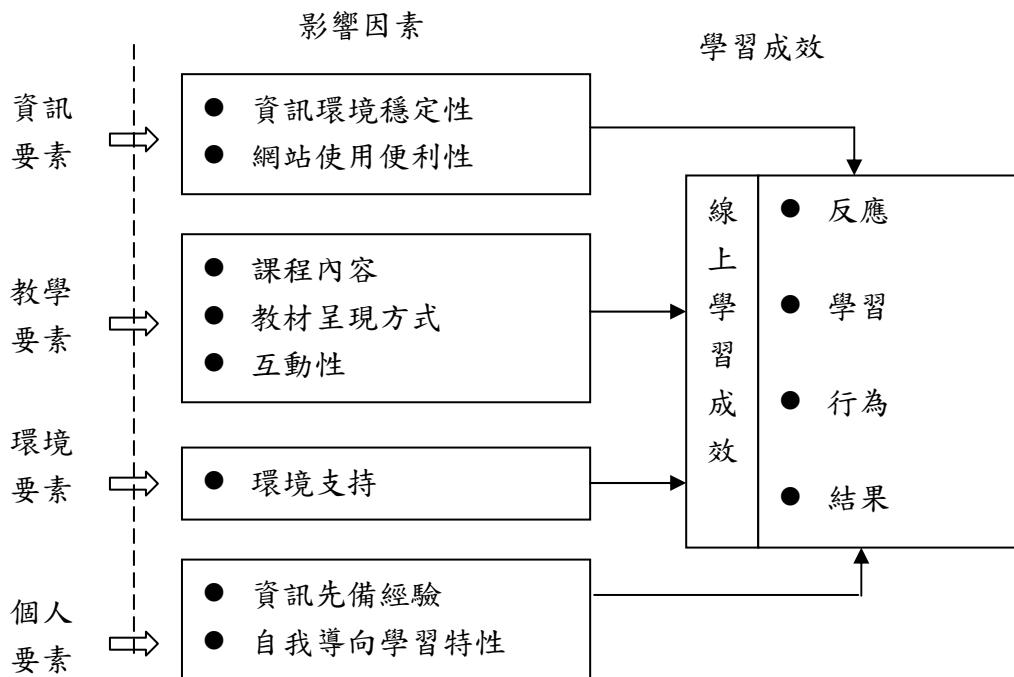 影響因素
學習成效
資訊
要素
● 資訊環境穩定性
● 網站使用便利性
教學
要素
● 課程內容
● 教材呈現方式
● 互動性
環境
要素
● 環境支持
個人
要素
● 資訊先備經驗
● 自我導向學習特性
線上學習成效
● 反應
● 學習
● 行為
● 結果